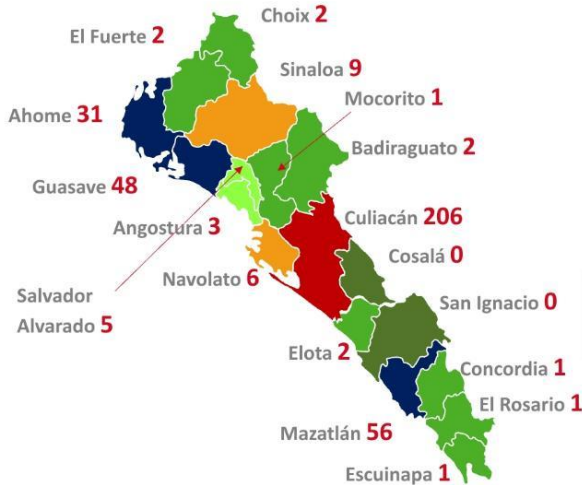 Choix 2
El Fuerte 2
Sinaloa 9
Mocorito 1
Ahome 31
Badiraguato 2
Guasave 48
Culiacán 206
Angostura 3
Cosalá 0
Navolato 6
Salvador
Alvarado 5
San Ignacio 0
Elota 2
Concordia 1
El Rosario 1
Mazatlán 56
Escuinapa 1